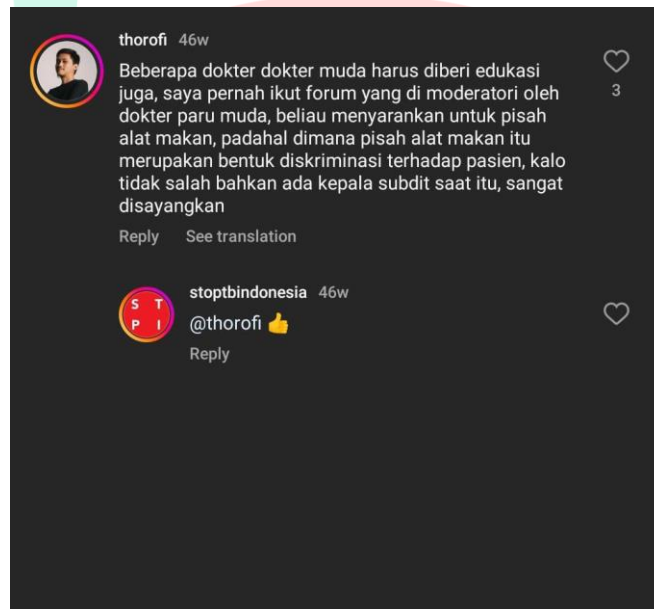 thorofi 46w
Beberapa dokter dokter muda harus diberi edukasi
juga, saya pernah ikut forum yang di moderatori oleh
dokter paru muda, beliau menyarankan untuk pisah
alat makan, padahal dimana pisah alat makan itu
merupakan bentuk diskriminasi terhadap pasien, kalo
tidak salah bahkan ada kepala subdit saat itu, sangat
disayangkan
3
Reply See translation
S T
P I
stoptbindonesia 46w
@thorofi 👍
Reply